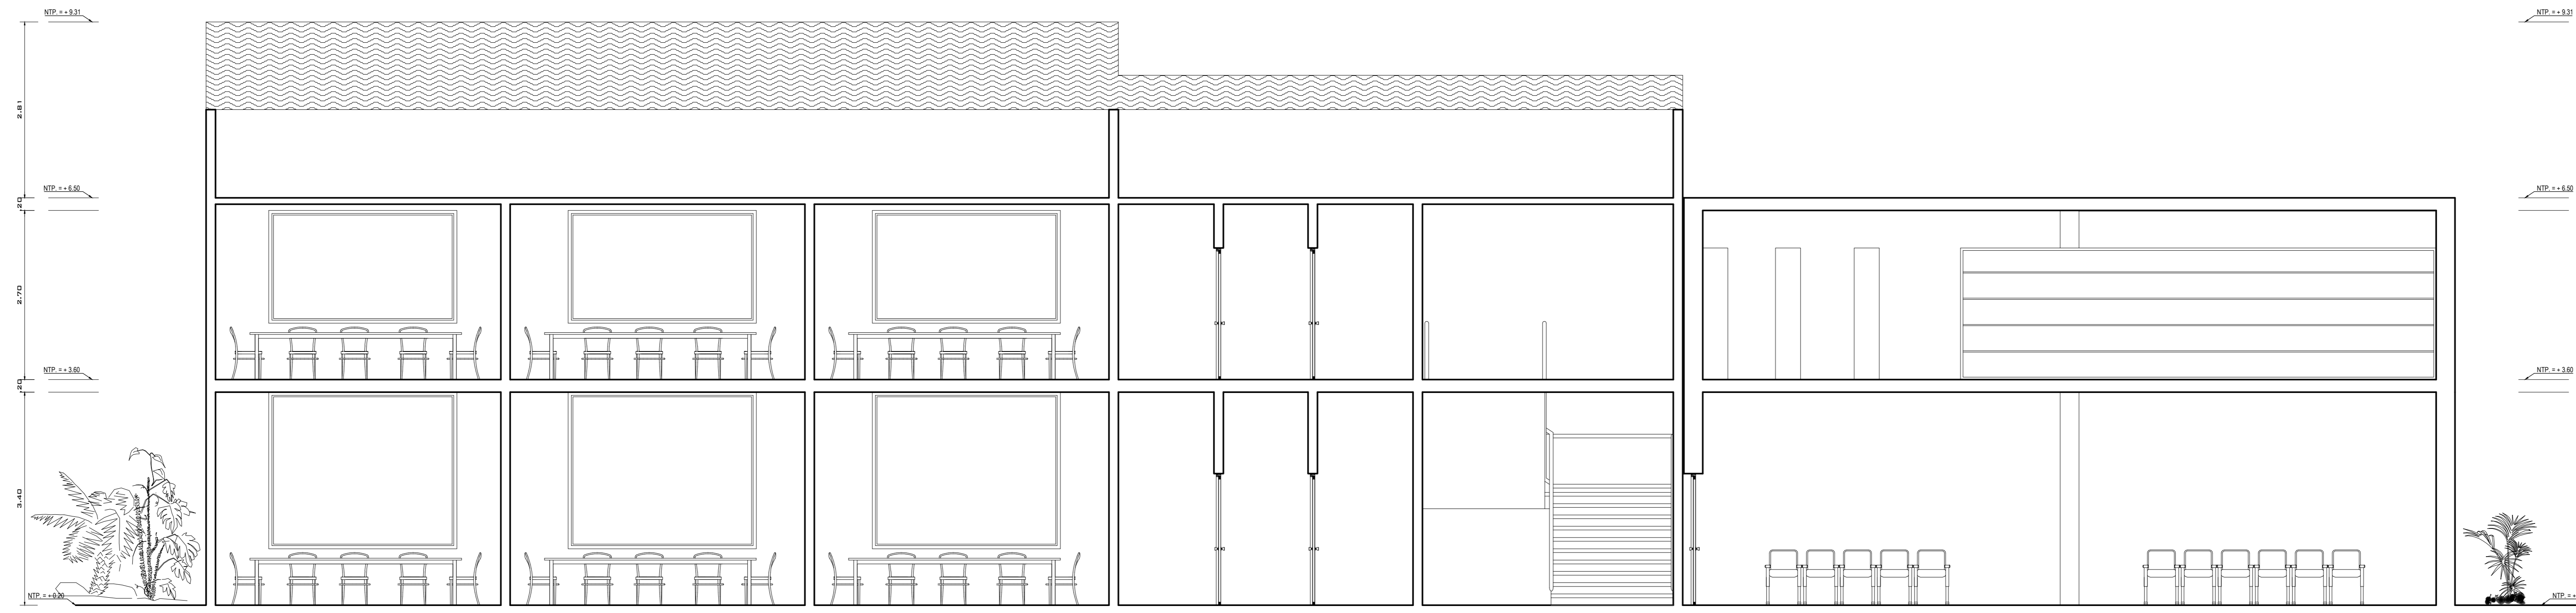 NTP. = + 9.31
NTP. = + 9.31
2.81
NTP. = + 6.50
NTP. = + 6.50
.20
2.70
NTP. = + 3.60
NTP. = + 3.60
.20
3.40
NTP. = + 0.20
NTP. = +